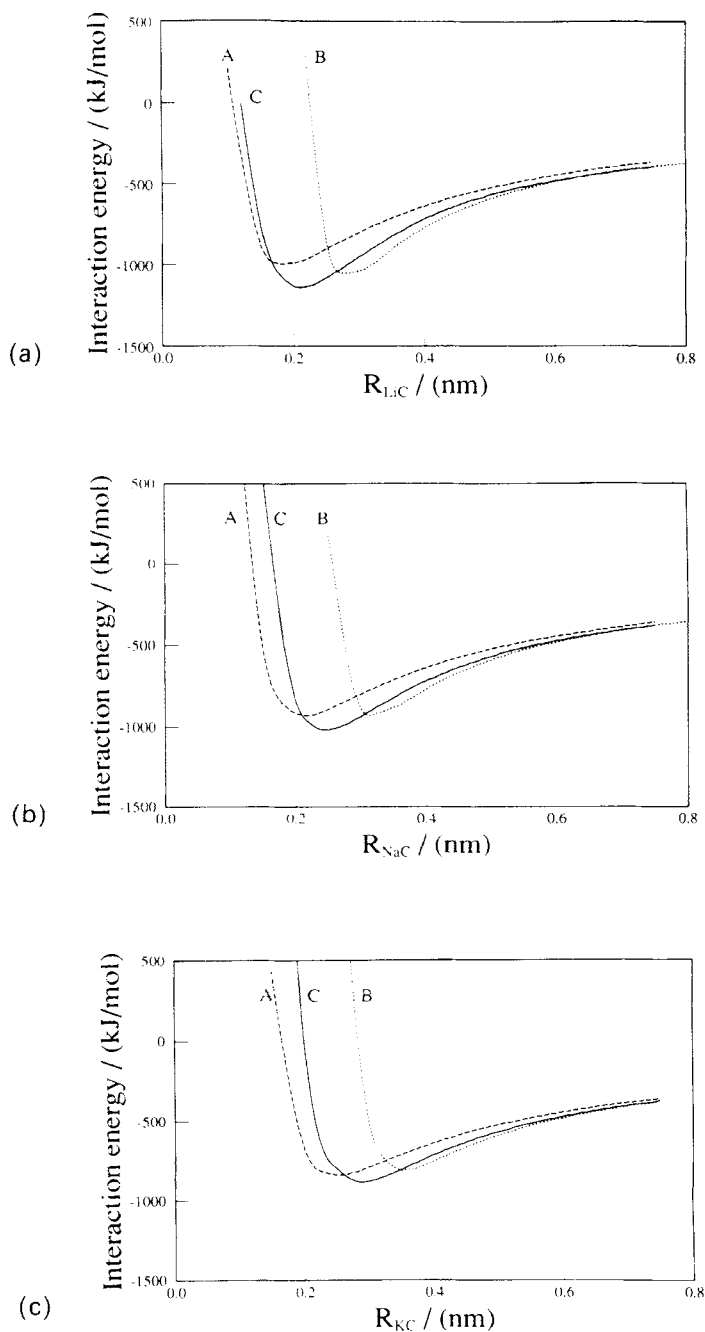 (a)
Interaction energy / (kJ/mol)
500
0
-500
-1000
-1500
A
B
C
0.0 0.2 0.4 0.6 0.8
R_LiC / (nm)
(b)
Interaction energy / (kJ/mol)
500
0
-500
-1000
-1500
A
C
B
0.0 0.2 0.4 0.6 0.8
R_NaC / (nm)
(c)
Interaction energy / (kJ/mol)
500
0
-500
-1000
-1500
A
C
B
0.0 0.2 0.4 0.6 0.8
R_KC / (nm)